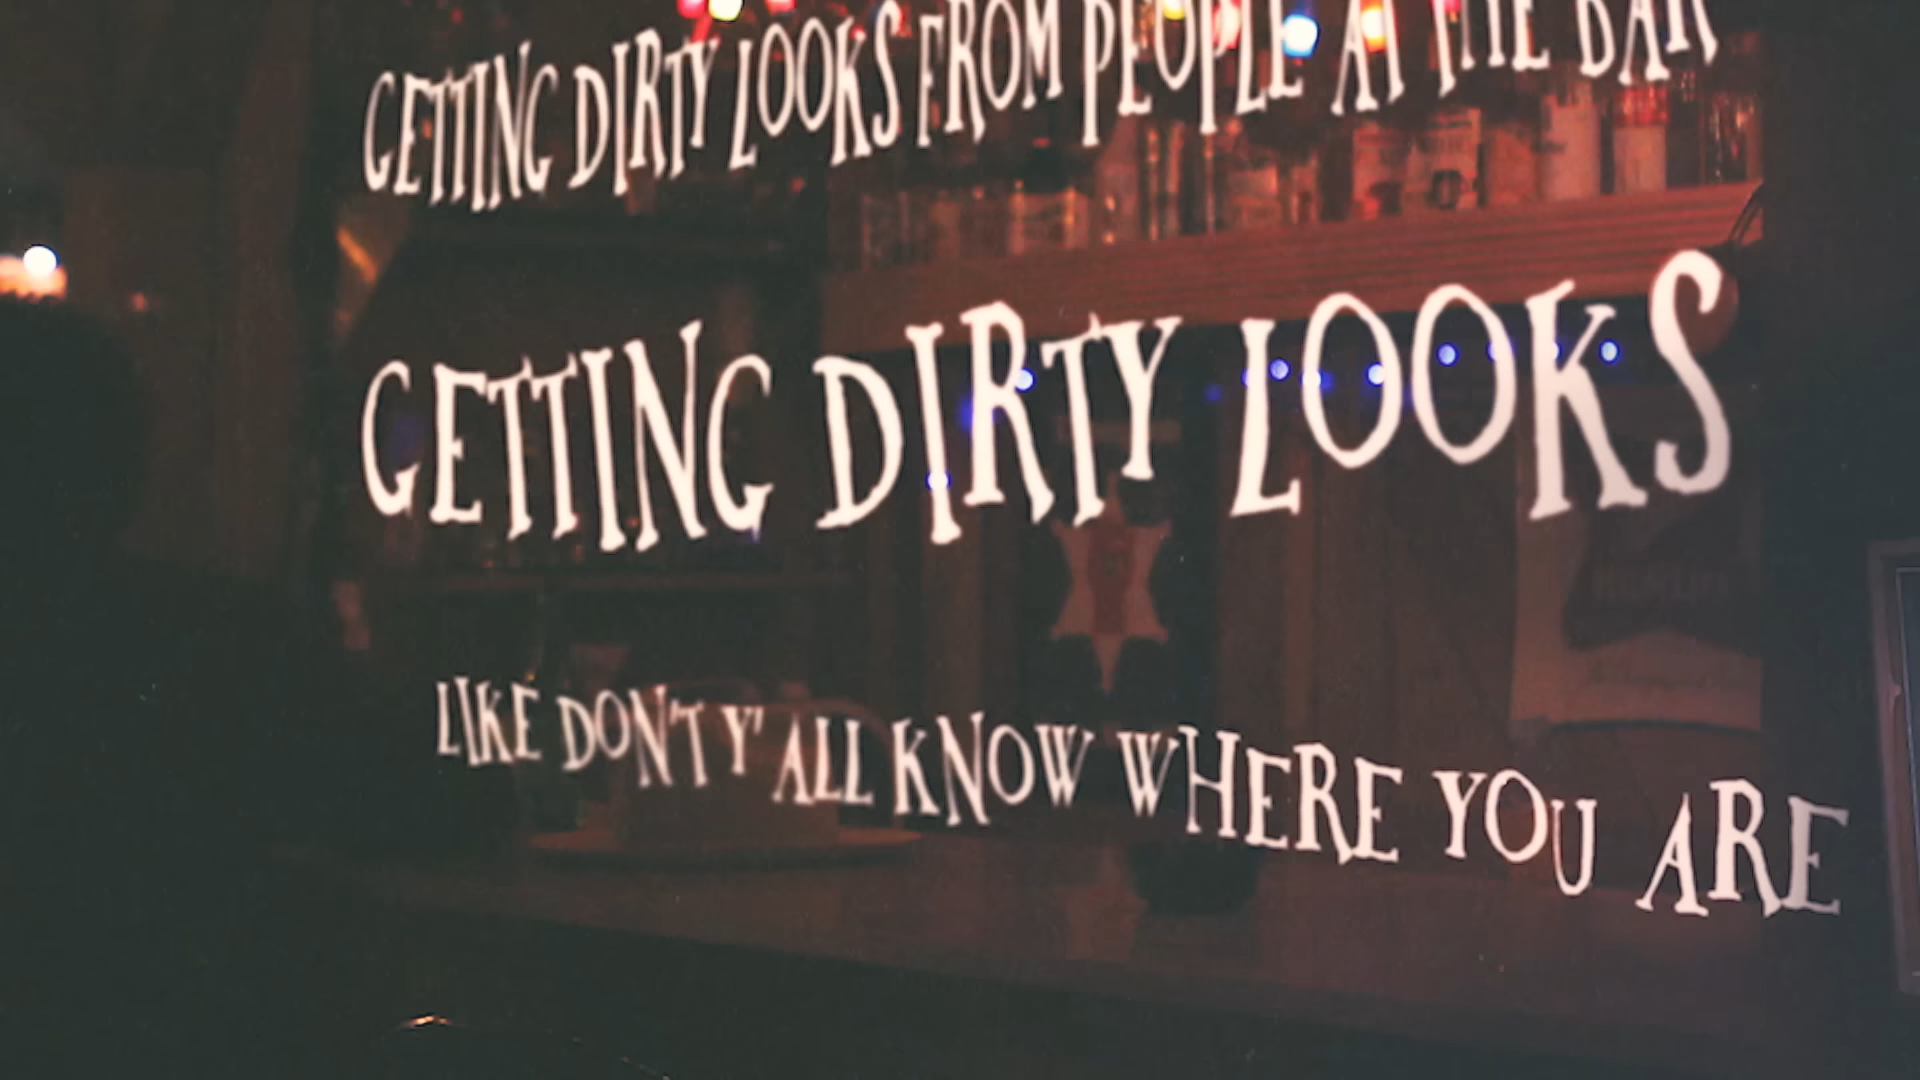 GETTING DIRTY LOOKS FROM PEOPLE AT THE BAR
GETTING DIRTY LOOKS
LIKE DON'T Y'ALL KNOW WHERE YOU ARE